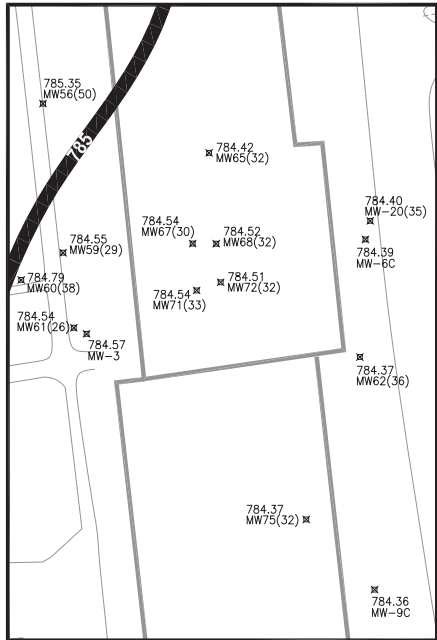 785.35
MW56(50)
785
784.42
MW65(32)
784.40
MW-20(35)
784.54
MW67(30)
784.52
MW68(32)
784.39
MW-6C
784.55
MW59(29)
784.79
MW60(38)
784.51
MW72(32)
784.54
MW71(33)
784.54
MW61(26)
784.57
MW-3
784.37
MW62(36)
784.37
MW75(32)
784.36
MW-9C